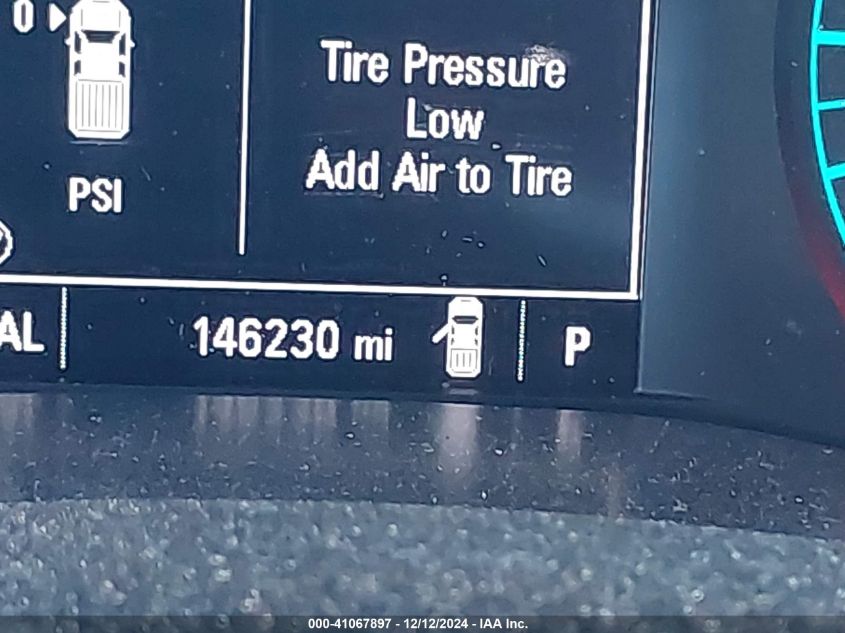 0
Tire Pressure
Low
Add Air to Tire
PSI
AL 146230 mi P
000-41067897 - 12/12/2024 - IAA Inc.